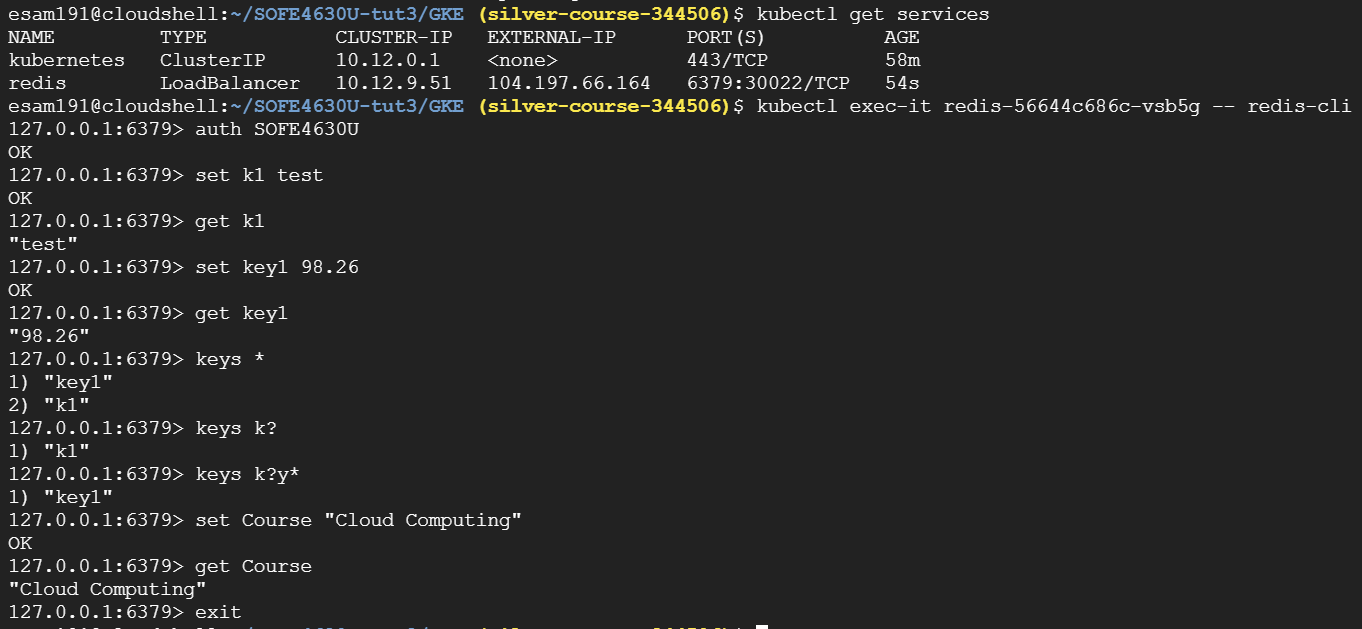 esam191@cloudshell:~/SOFE4630U-tut3/GKE (silver-course-344506)$ kubectl get services
NAME TYPE CLUSTER-IP EXTERNAL-IP PORT(S) AGE
kubernetes ClusterIP 10.12.0.1 <none> 443/TCP 58m
redis LoadBalancer 10.12.9.51 104.197.66.164 6379:30022/TCP 54s
esam191@cloudshell:~/SOFE4630U-tut3/GKE (silver-course-344506)$ kubectl exec-it redis-56644c686c-vsb5g -- redis-cli
127.0.0.1:6379> auth SOFE4630U
OK
127.0.0.1:6379> set k1 test
OK
127.0.0.1:6379> get k1
"test"
127.0.0.1:6379> set key1 98.26
OK
127.0.0.1:6379> get key1
"98.26"
127.0.0.1:6379> keys *
1) "key1"
2) "k1"
127.0.0.1:6379> keys k?
1) "k1"
127.0.0.1:6379> keys k?y*
1) "key1"
127.0.0.1:6379> set Course "Cloud Computing"
OK
127.0.0.1:6379> get Course
"Cloud Computing"
127.0.0.1:6379> exit